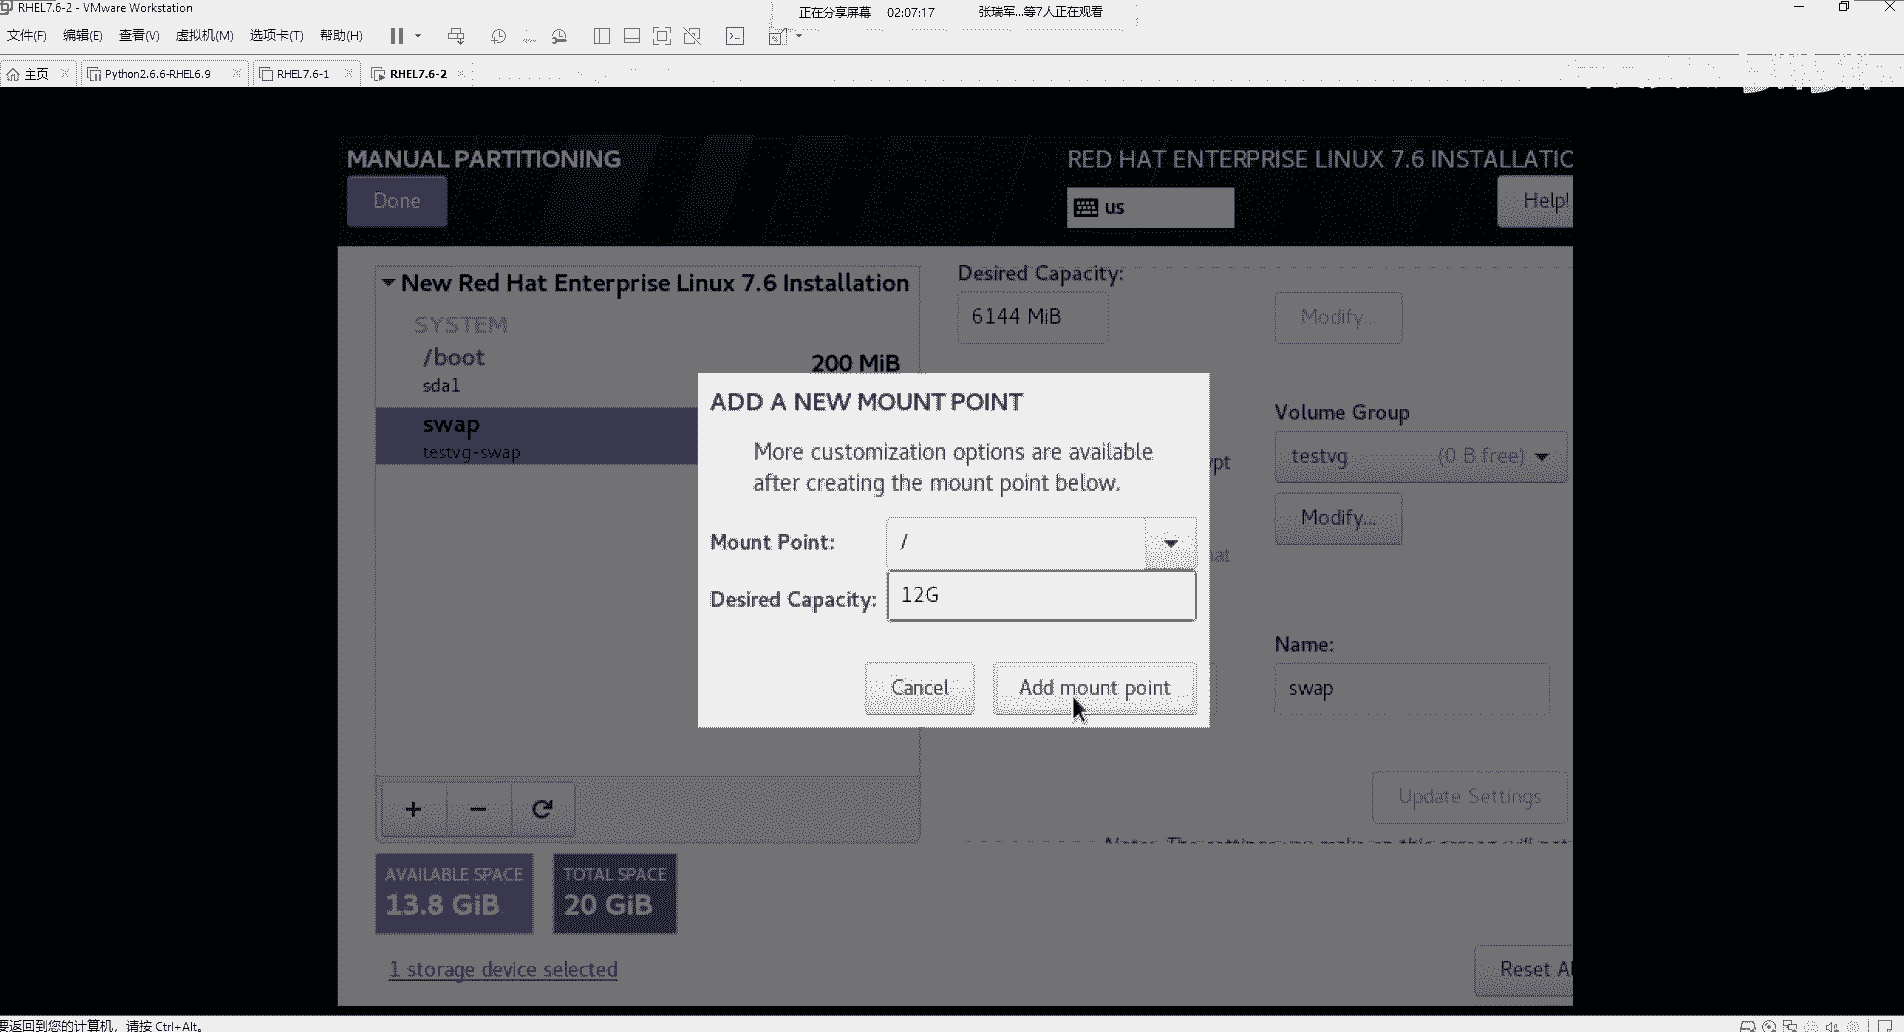 RHEL7.6-2 - VMware Workstation
正在分享屏幕 02:07:17 张瑞军...等7人正在观看
文件(F) 编辑(E) 查看(V) 虚拟机(M) 选项卡(T) 帮助(H)
主页 Python2.6.6-RHEL6.9 RHEL7.6-1 RHEL7.6-2
MANUAL PARTITIONING
RED HAT ENTERPRISE LINUX 7.6 INSTALLATIO
Done
us
Help!
New Red Hat Enterprise Linux 7.6 Installation
SYSTEM
/boot
200 MiB
sda1
swap
testvg-swap
Desired Capacity:
6144 MiB
Modify...
Volume Group
testvg (0 B free)
Modify...
ypt
at
Name:
swap
Update Settings
ADD A NEW MOUNT POINT
More customization options are available
after creating the mount point below.
Mount Point: /
Desired Capacity: 12G
Cancel
Add mount point
+ −
AVAILABLE SPACE
13.8 GiB
TOTAL SPACE
20 GiB
1 storage device selected
Reset Al
要返回到您的计算机，请按 Ctrl+Alt。